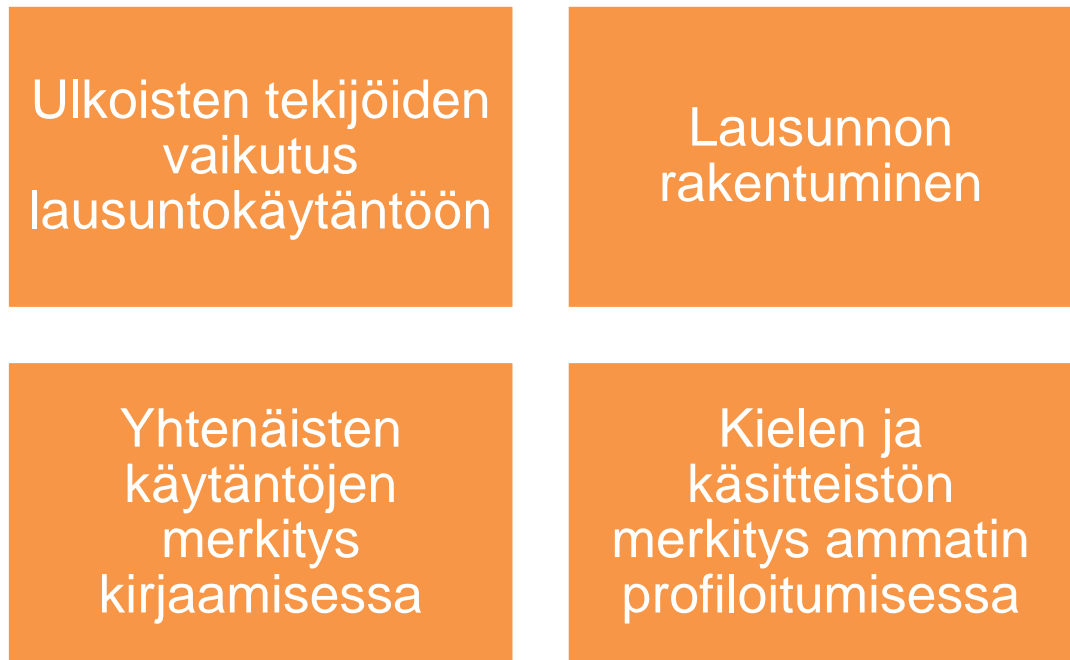 Ulkoisten tekijöiden
vaikutus
lausuntokäytäntöön
Lausunnon
rakentuminen
Yhtenäisten
käytäntöjen
merkitys
kirjaamisessa
Kielen ja
käsitteistön
merkitys ammatin
profiloitumisessa